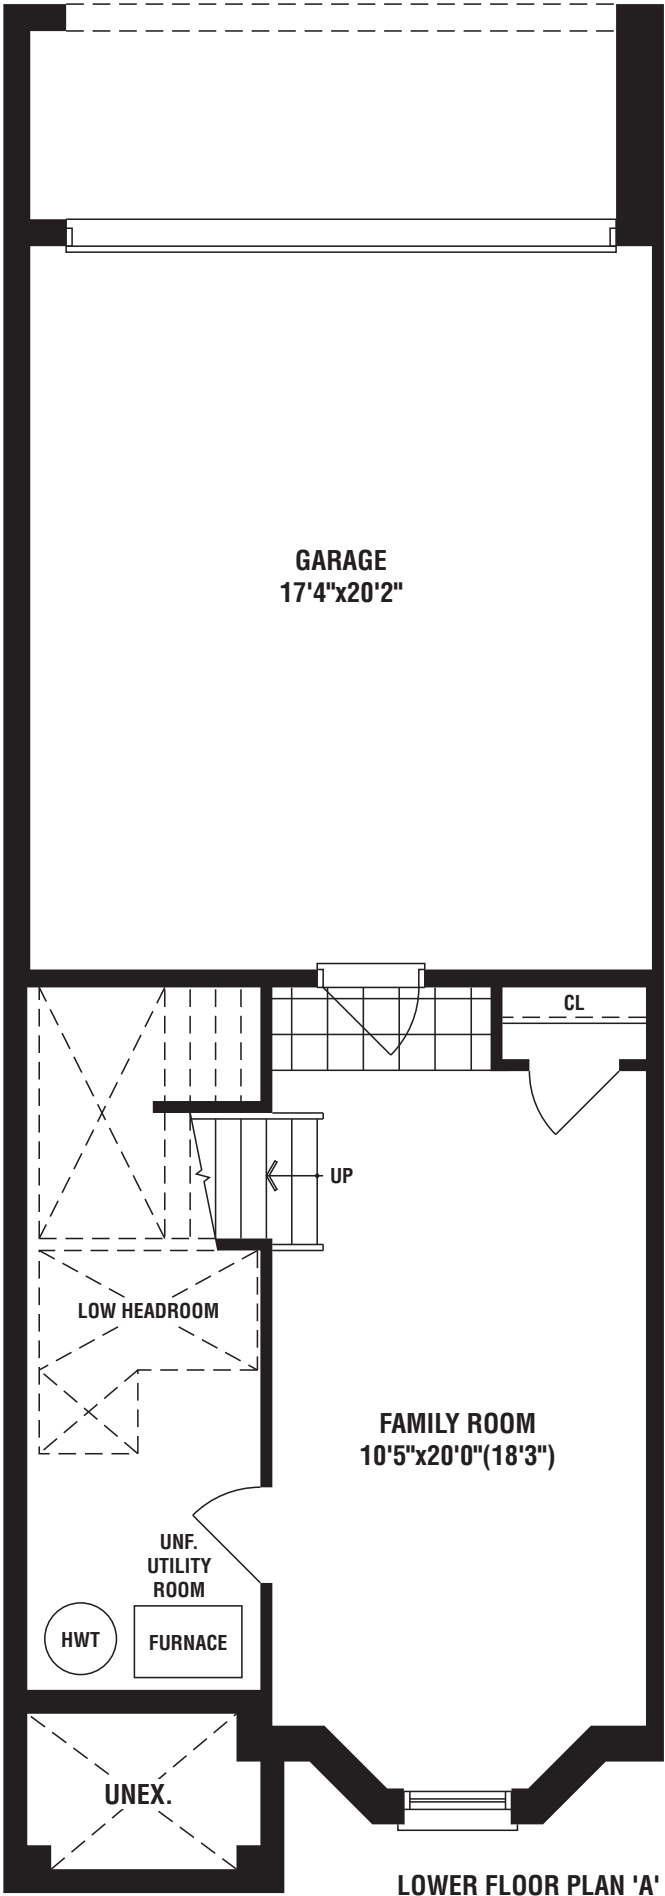 GARAGE
17'4"x20'2"
CL
UP
LOW HEADROOM
FAMILY ROOM
10'5"x20'0"(18'3")
UNF.
UTILITY
ROOM
HWT
FURNACE
UNEX.
LOWER FLOOR PLAN 'A'